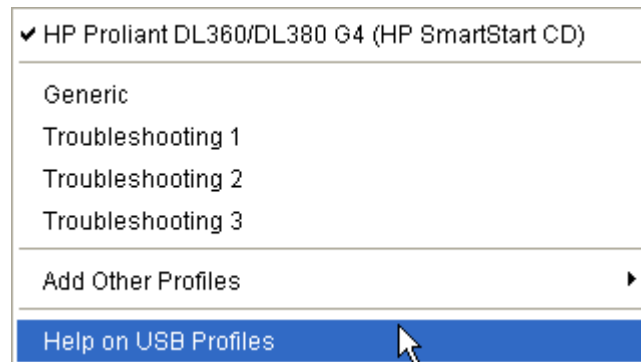 HP Proliant DL360/DL380 G4 (HP SmartStart CD)
Generic
Troubleshooting 1
Troubleshooting 2
Troubleshooting 3
Add Other Profiles
Help on USB Profiles